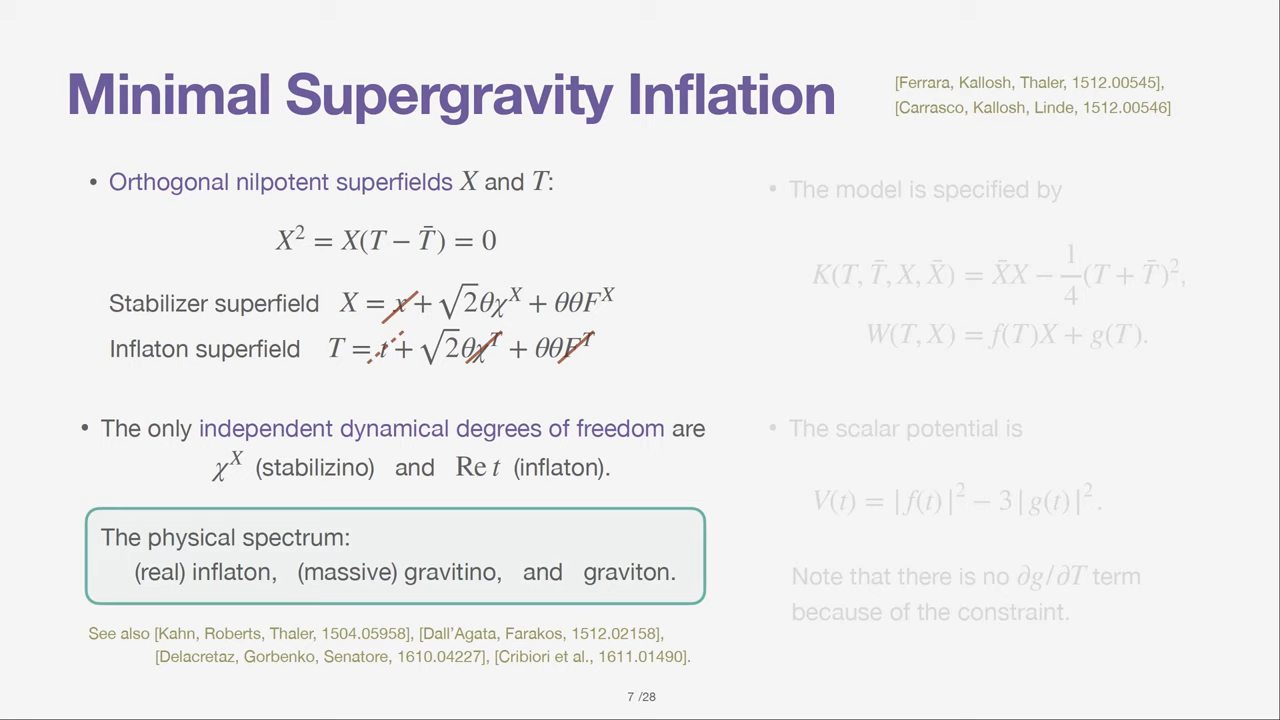 Minimal Supergravity Inflation
[Ferrara, Kallosh, Thaler, 1512.00545],
[Carrasco, Kallosh, Linde, 1512.00546]
• Orthogonal nilpotent superfields X and T:
X² = X(T − T̄) = 0
Stabilizer superfield X = x + √2θχ^X + θθF^X
Inflaton superfield T = t + √2θχ^T + θθF^T
• The only independent dynamical degrees of freedom are
χ^X (stabilizino) and Re t (inflaton).
The physical spectrum:
(real) inflaton, (massive) gravitino, and graviton.
See also [Kahn, Roberts, Thaler, 1504.05958], [Dall'Agata, Farakos, 1512.02158],
[Delacretaz, Gorbenko, Senatore, 1610.04227], [Cribiori et al., 1611.01490].
• The model is specified by
K(T, T̄, X, X̄) = X̄X − 1/4 (T + T̄)²,
W(T, X) = f(T)X + g(T).
• The scalar potential is
V(t) = |f(t)|² − 3|g(t)|².
Note that there is no ∂g/∂T term
because of the constraint.
7 /28